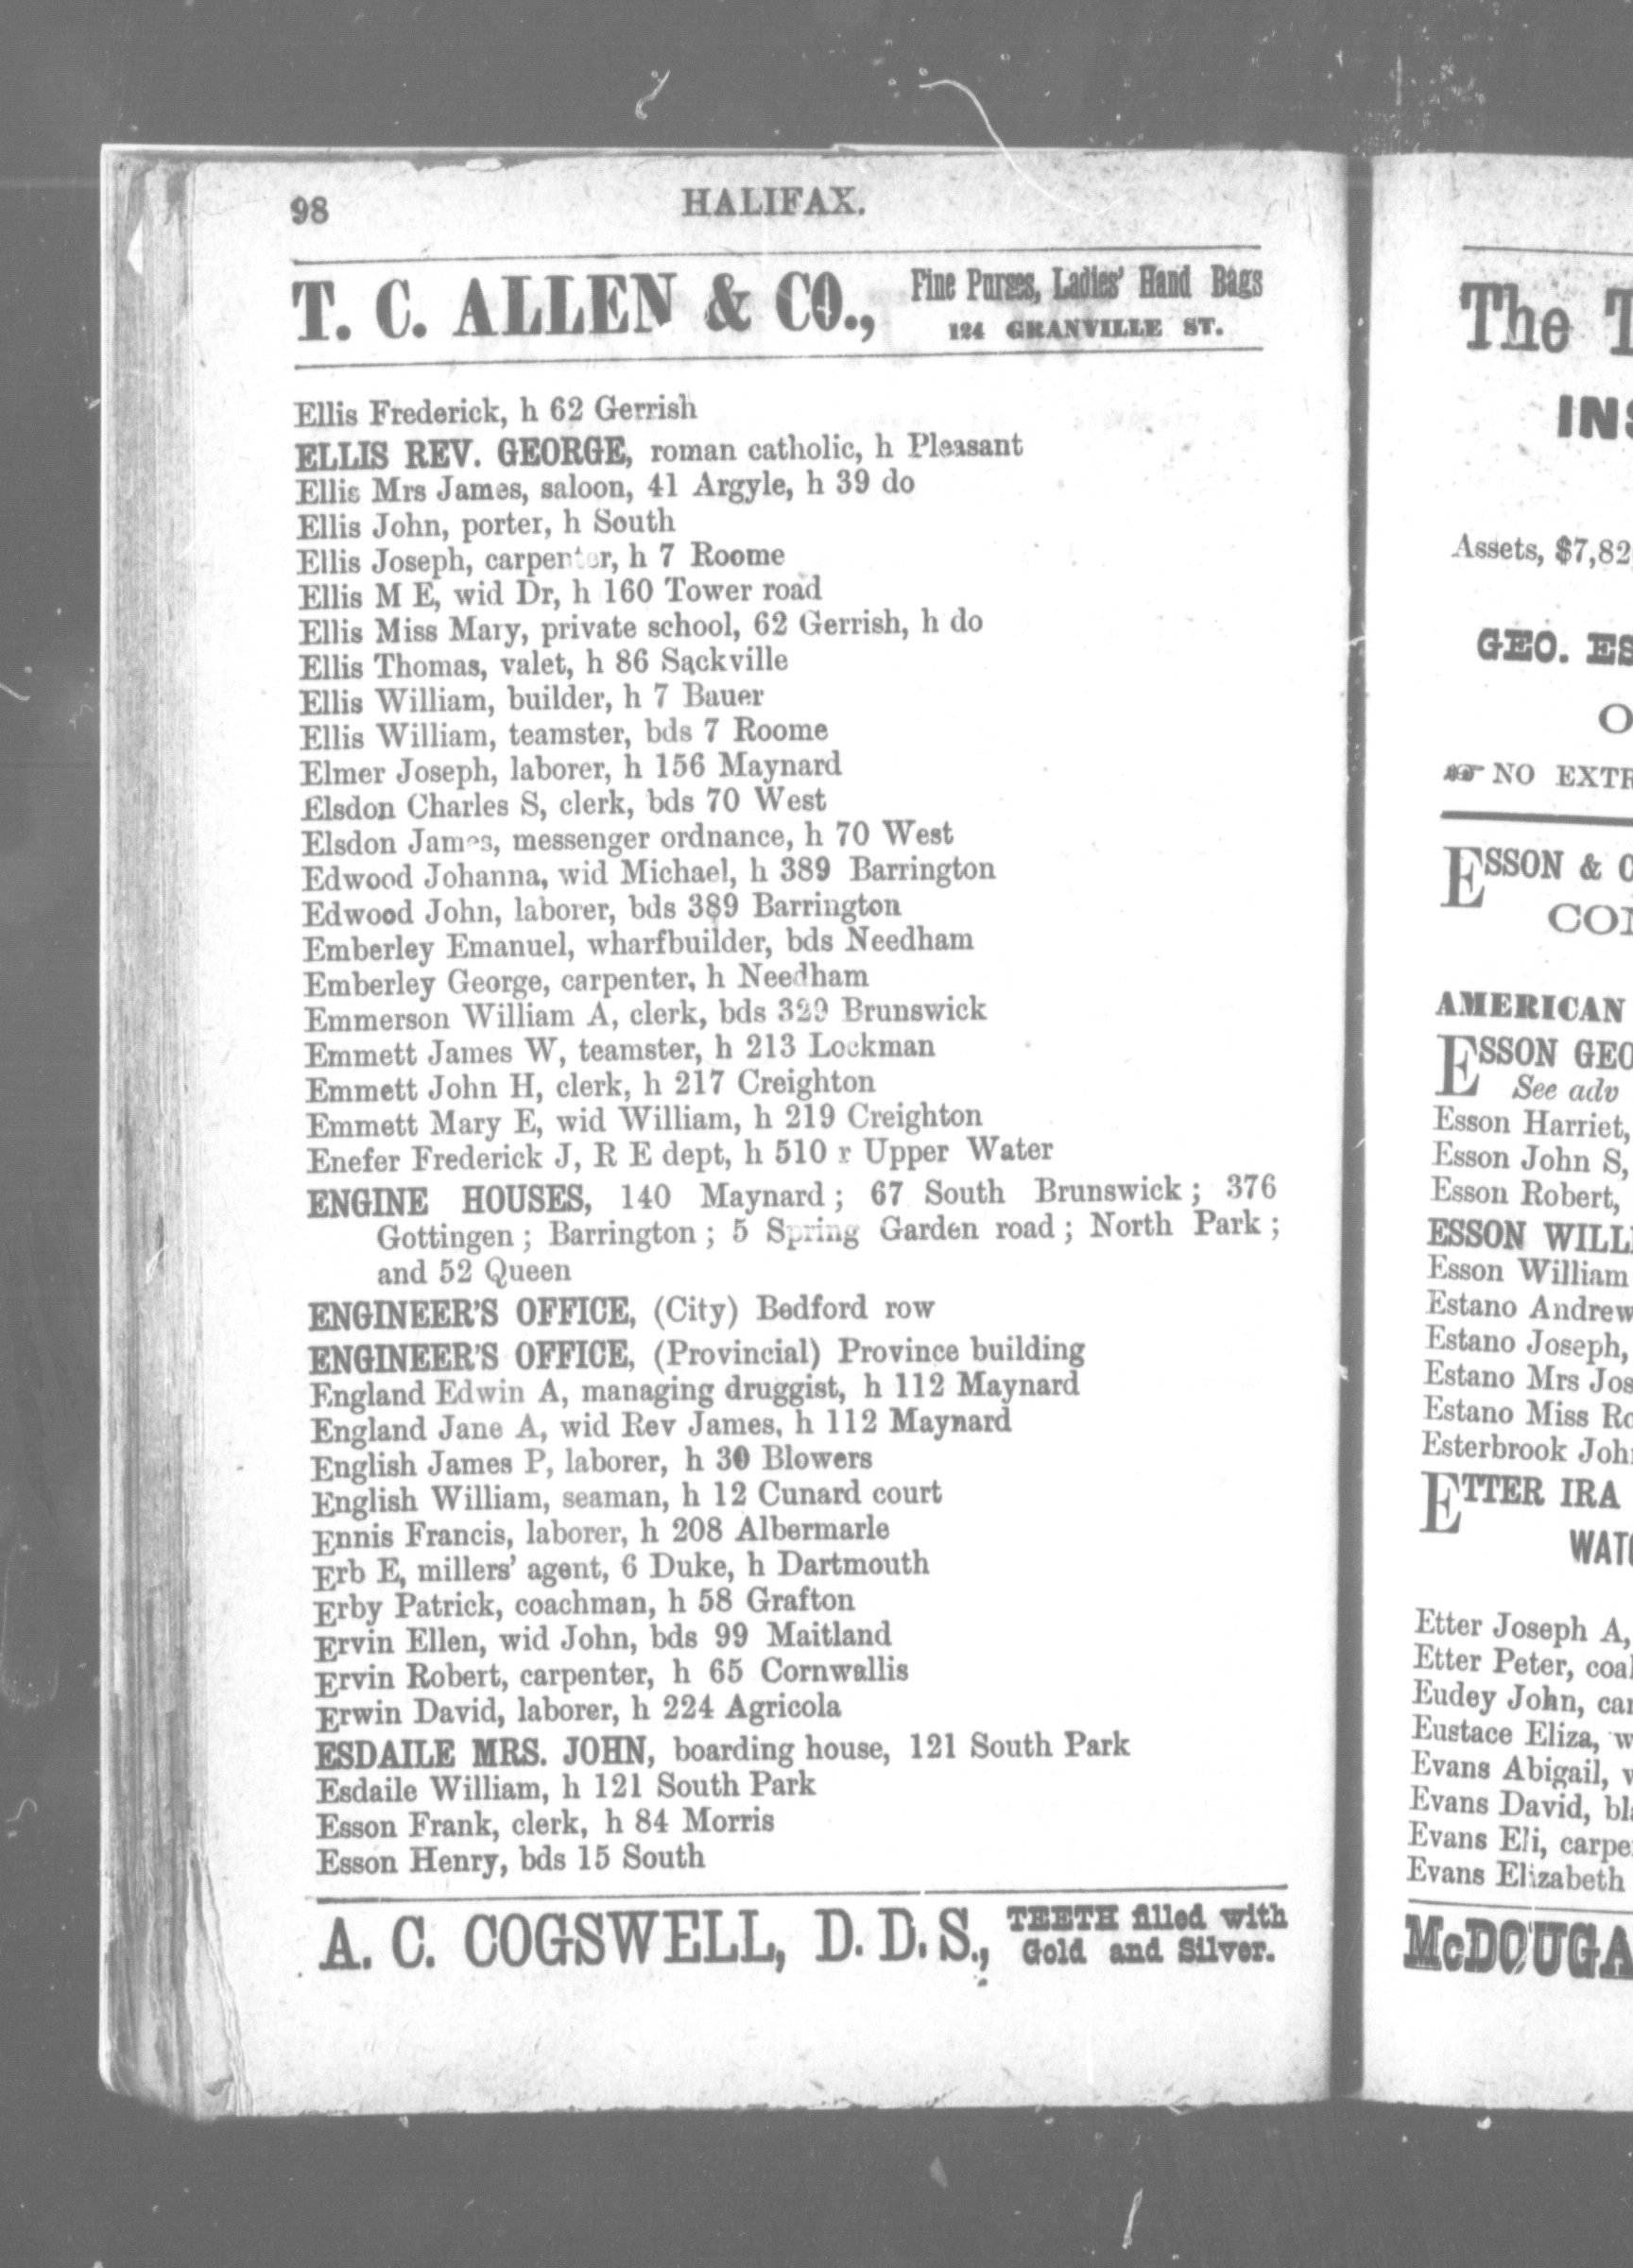 98 HALIFAX.
T. C. ALLEN & CO., Fine Purses, Ladies' Hand Bags
124 GRANVILLE ST.
Ellis Frederick, h 62 Gerrish
ELLIS REV. GEORGE, roman catholic, h Pleasant
Ellis Mrs James, saloon, 41 Argyle, h 39 do
Ellis John, porter, h South
Ellis Joseph, carpenter, h 7 Roome
Ellis M E, wid Dr, h 160 Tower road
Ellis Miss Mary, private school, 62 Gerrish, h do
Ellis Thomas, valet, h 86 Sackville
Ellis William, builder, h 7 Bauer
Ellis William, teamster, bds 7 Roome
Elmer Joseph, laborer, h 156 Maynard
Elsdon Charles S, clerk, bds 70 West
Elsdon James, messenger ordnance, h 70 West
Edwood Johanna, wid Michael, h 389 Barrington
Edwood John, laborer, bds 389 Barrington
Emberley Emanuel, wharfbuilder, bds Needham
Emberley George, carpenter, h Needham
Emmerson William A, clerk, bds 329 Brunswick
Emmett James W, teamster, h 213 Lockman
Emmett John H, clerk, h 217 Creighton
Emmett Mary E, wid William, h 219 Creighton
Enefer Frederick J, R E dept, h 510 r Upper Water
ENGINE HOUSES, 140 Maynard ; 67 South Brunswick ; 376
Gottingen ; Barrington ; 5 Spring Garden road ; North Park ;
and 52 Queen
ENGINEER'S OFFICE, (City) Bedford row
ENGINEER'S OFFICE, (Provincial) Province building
England Edwin A, managing druggist, h 112 Maynard
England Jane A, wid Rev James, h 112 Maynard
English James P, laborer, h 30 Blowers
English William, seaman, h 12 Cunard court
Ennis Francis, laborer, h 208 Albermarle
Erb E, millers' agent, 6 Duke, h Dartmouth
Erby Patrick, coachman, h 58 Grafton
Ervin Ellen, wid John, bds 99 Maitland
Ervin Robert, carpenter, h 65 Cornwallis
Erwin David, laborer, h 224 Agricola
ESDAILE MRS. JOHN, boarding house, 121 South Park
Esdaile William, h 121 South Park
Esson Frank, clerk, h 84 Morris
Esson Henry, bds 15 South
A. C. COGSWELL, D. D. S., TEETH filled with
Gold and Silver.
The
Assets, $7,82
GEO.
NO
ESSON &
AMERICAN
ESSON
See adv
Esson Harriet,
Esson John S,
Esson Robert,
ESSON
Esson William
Estano Andrew
Estano Joseph,
Estano Mrs
Estano Miss
Esterbrook
ETTER IRA
Etter Joseph A,
Etter Peter,
Eudey John,
Eustace Eliza,
Evans Abigail,
Evans David,
Evans Eli,
Evans Elizabeth